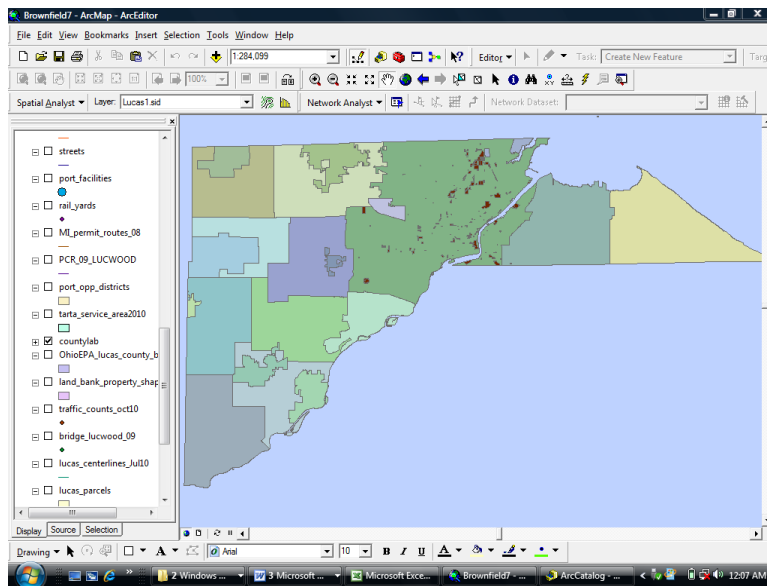 Brownfield7 - ArcMap - ArcEditor
File Edit View Bookmarks Insert Selection Tools Window Help
1:284,099 Editor Task: Create New Feature Targ
100%
Spatial Analyst Layer: Lucas1.sid Network Analyst Network Dataset:
streets
port_facilities
rail_yards
MI_permit_routes_08
PCR_09_LUCWOOD
port_opp_districts
tarta_service_area2010
countylab
OhioEPA_lucas_county_b
land_bank_property_shap
traffic_counts_oct10
bridge_lucwood_09
lucas_centerlines_Jul10
lucas_parcels
Display Source Selection
Drawing A Arial 10 B I U A
2 Windows ... 3 Microsoft ... Microsoft Exce... Brownfield7 - ... ArcCatalog - ... 12:07 AM